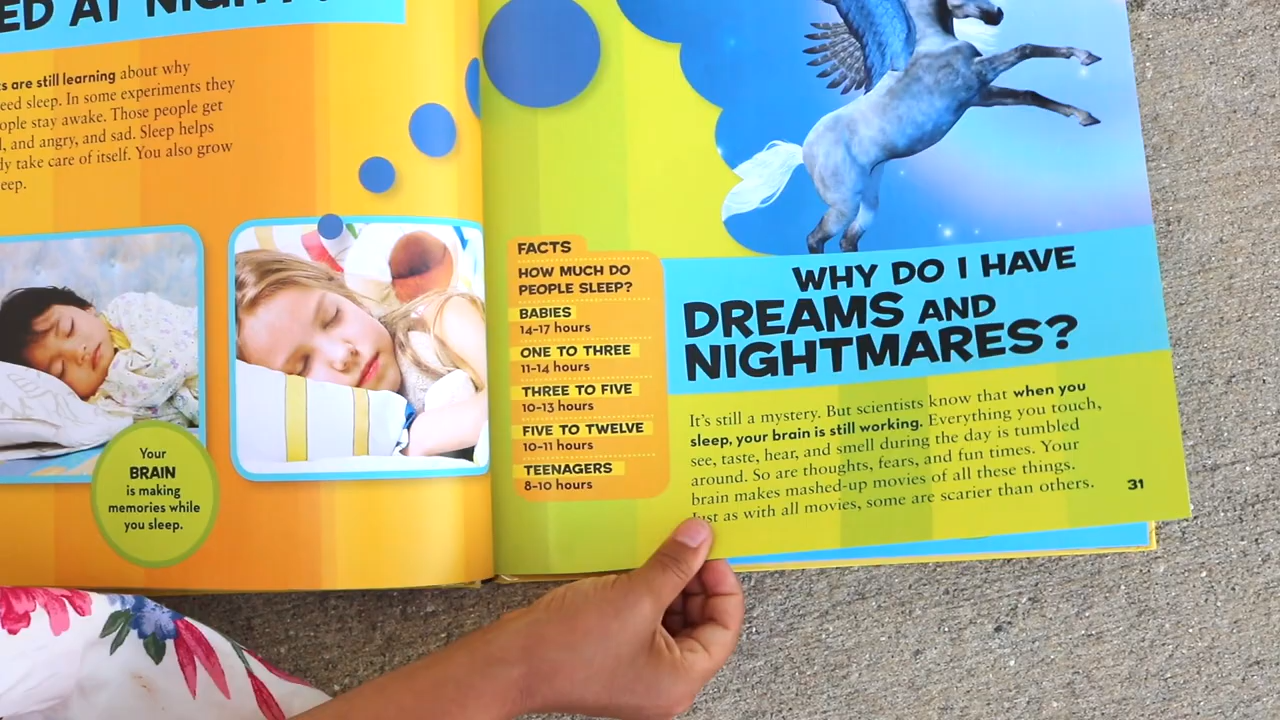 ED AT NIGHT
are still learning about why
eed sleep. In some experiments they
ople stay awake. Those people get
, and angry, and sad. Sleep helps
dy take care of itself. You also grow
eep.
Your
BRAIN
is making
memories while
you sleep.
FACTS
HOW MUCH DO
PEOPLE SLEEP?
BABIES
14–17 hours
ONE TO THREE
11–14 hours
THREE TO FIVE
10–13 hours
FIVE TO TWELVE
10–11 hours
TEENAGERS
8–10 hours
WHY DO I HAVE
DREAMS AND
NIGHTMARES?
It's still a mystery. But scientists know that when you
sleep, your brain is still working. Everything you touch,
see, taste, hear, and smell during the day is tumbled
around. So are thoughts, fears, and fun times. Your
brain makes mashed-up movies of all these things.
Just as with all movies, some are scarier than others.
31